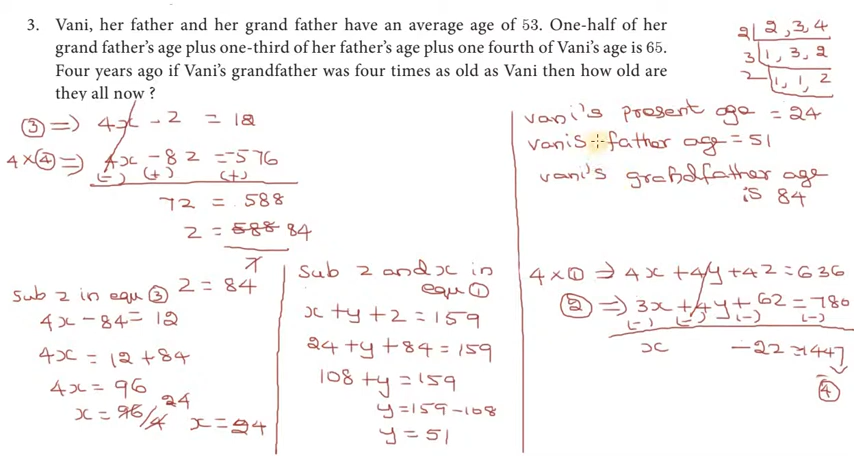 3. Vani, her father and her grand father have an average age of 53. One-half of her
grand father's age plus one-third of her father's age plus one fourth of Vani's age is 65.
Four years ago if Vani's grandfather was four times as old as Vani then how old are
they all now ?
2 | 2, 3, 4
3 | 1, 3, 2
2 | 1, 1, 2
③ => 4x - z = 12
4 × ④ => 4x - 8z = -576
(-) (+) (+)
7z = 588
z = 588 84
7
z = 84
Sub z in equ ③
4x - 84 = 12
4x = 12 + 84
4x = 96
x = 96/4 24
x = 24
Sub z and x in
equ ①
x + y + z = 159
24 + y + 84 = 159
108 + y = 159
y = 159 - 108
y = 51
vani's present age = 24
vanis father age = 51
vani's grandfather age
is 84
4 × ① => 4x + 4y + 4z = 636
② => 3x + 4y + 6z = 780
(-) (-) (-) (-)
x - 2z = -144
④